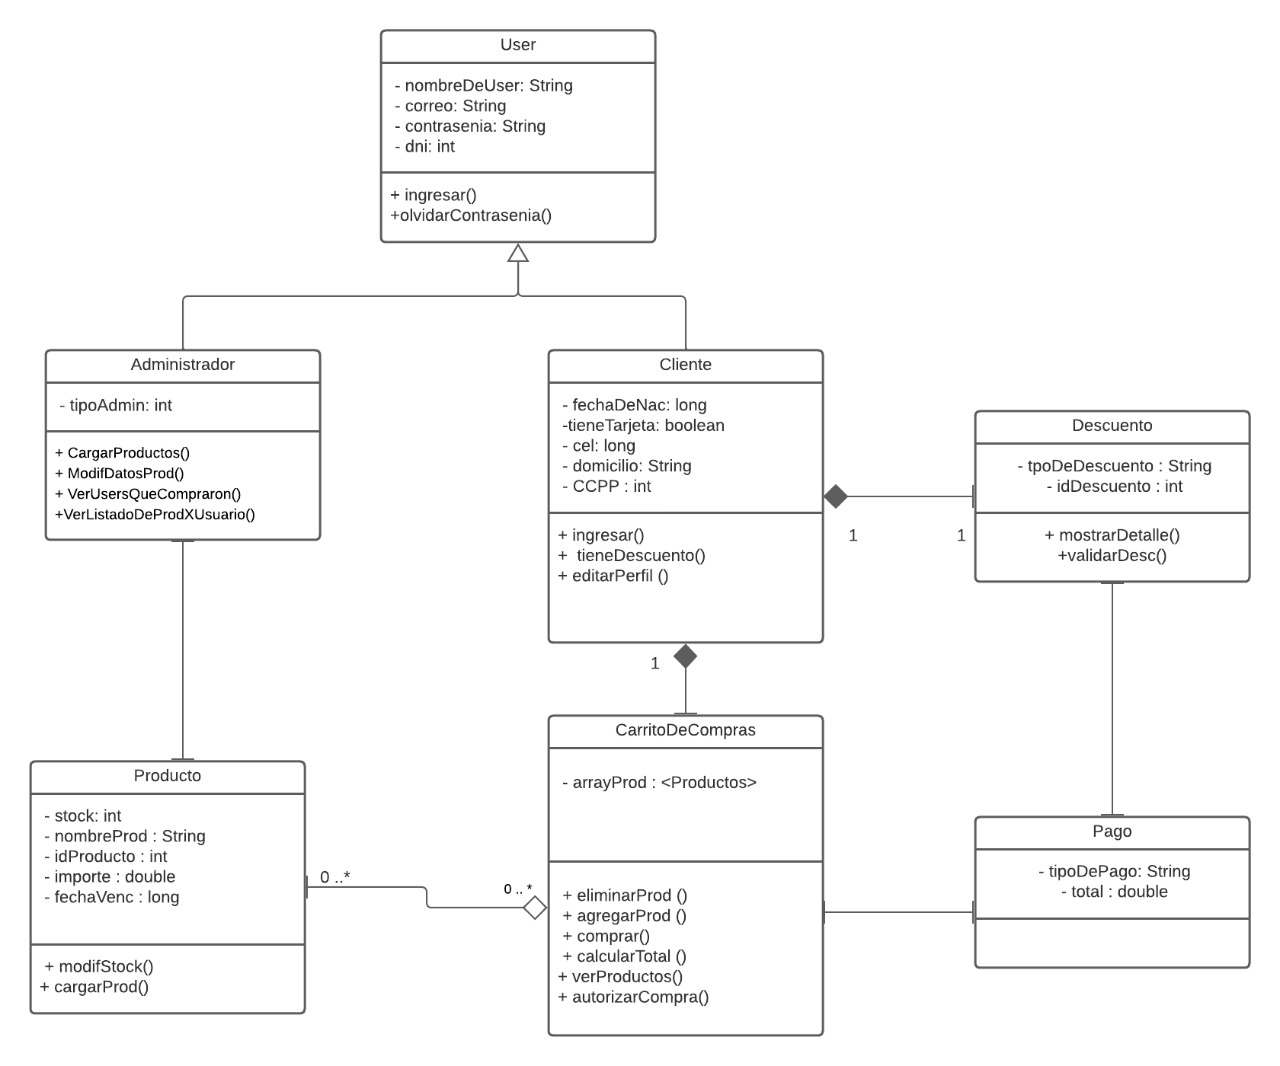 User
- nombreDeUser: String
- correo: String
- contrasenia: String
- dni: int
+ ingresar()
+olvidarContrasenia()
Administrador
- tipoAdmin: int
+ CargarProductos()
+ ModifDatosProd()
+ VerUsersQueCompraron()
+VerListadoDeProdXUsuario()
Cliente
- fechaDeNac: long
-tieneTarjeta: boolean
- cel: long
- domicilio: String
- CCPP : int
+ ingresar()
+ tieneDescuento()
+ editarPerfil ()
1
1
Descuento
- tpoDeDescuento : String
- idDescuento : int
+ mostrarDetalle()
+validarDesc()
1
Producto
- stock: int
- nombreProd : String
- idProducto : int
- importe : double
- fechaVenc : long
+ modifStock()
+ cargarProd()
0 ..*
0 .. *
CarritoDeCompras
- arrayProd : <Productos>
+ eliminarProd ()
+ agregarProd ()
+ comprar()
+ calcularTotal ()
+ verProductos()
+ autorizarCompra()
Pago
- tipoDePago: String
- total : double